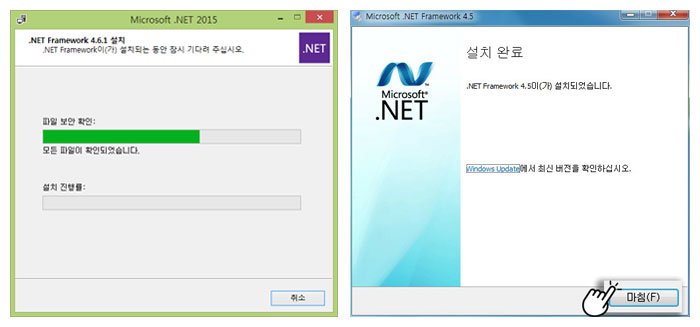 Microsoft .NET 2015
.NET Framework 4.6.1 설치
.NET Framework이(가) 설치되는 동안 잠시 기다려 주십시오.
.NET
파일 보안 확인:
모든 파일이 확인되었습니다.
설치 진행률:
취소
Microsoft .NET Framework 4.5
설치 완료
Microsoft®
.NET
.NET Framework 4.5이(가) 설치되었습니다.
Windows Update에서 최신 버전을 확인하십시오.
마침(F)